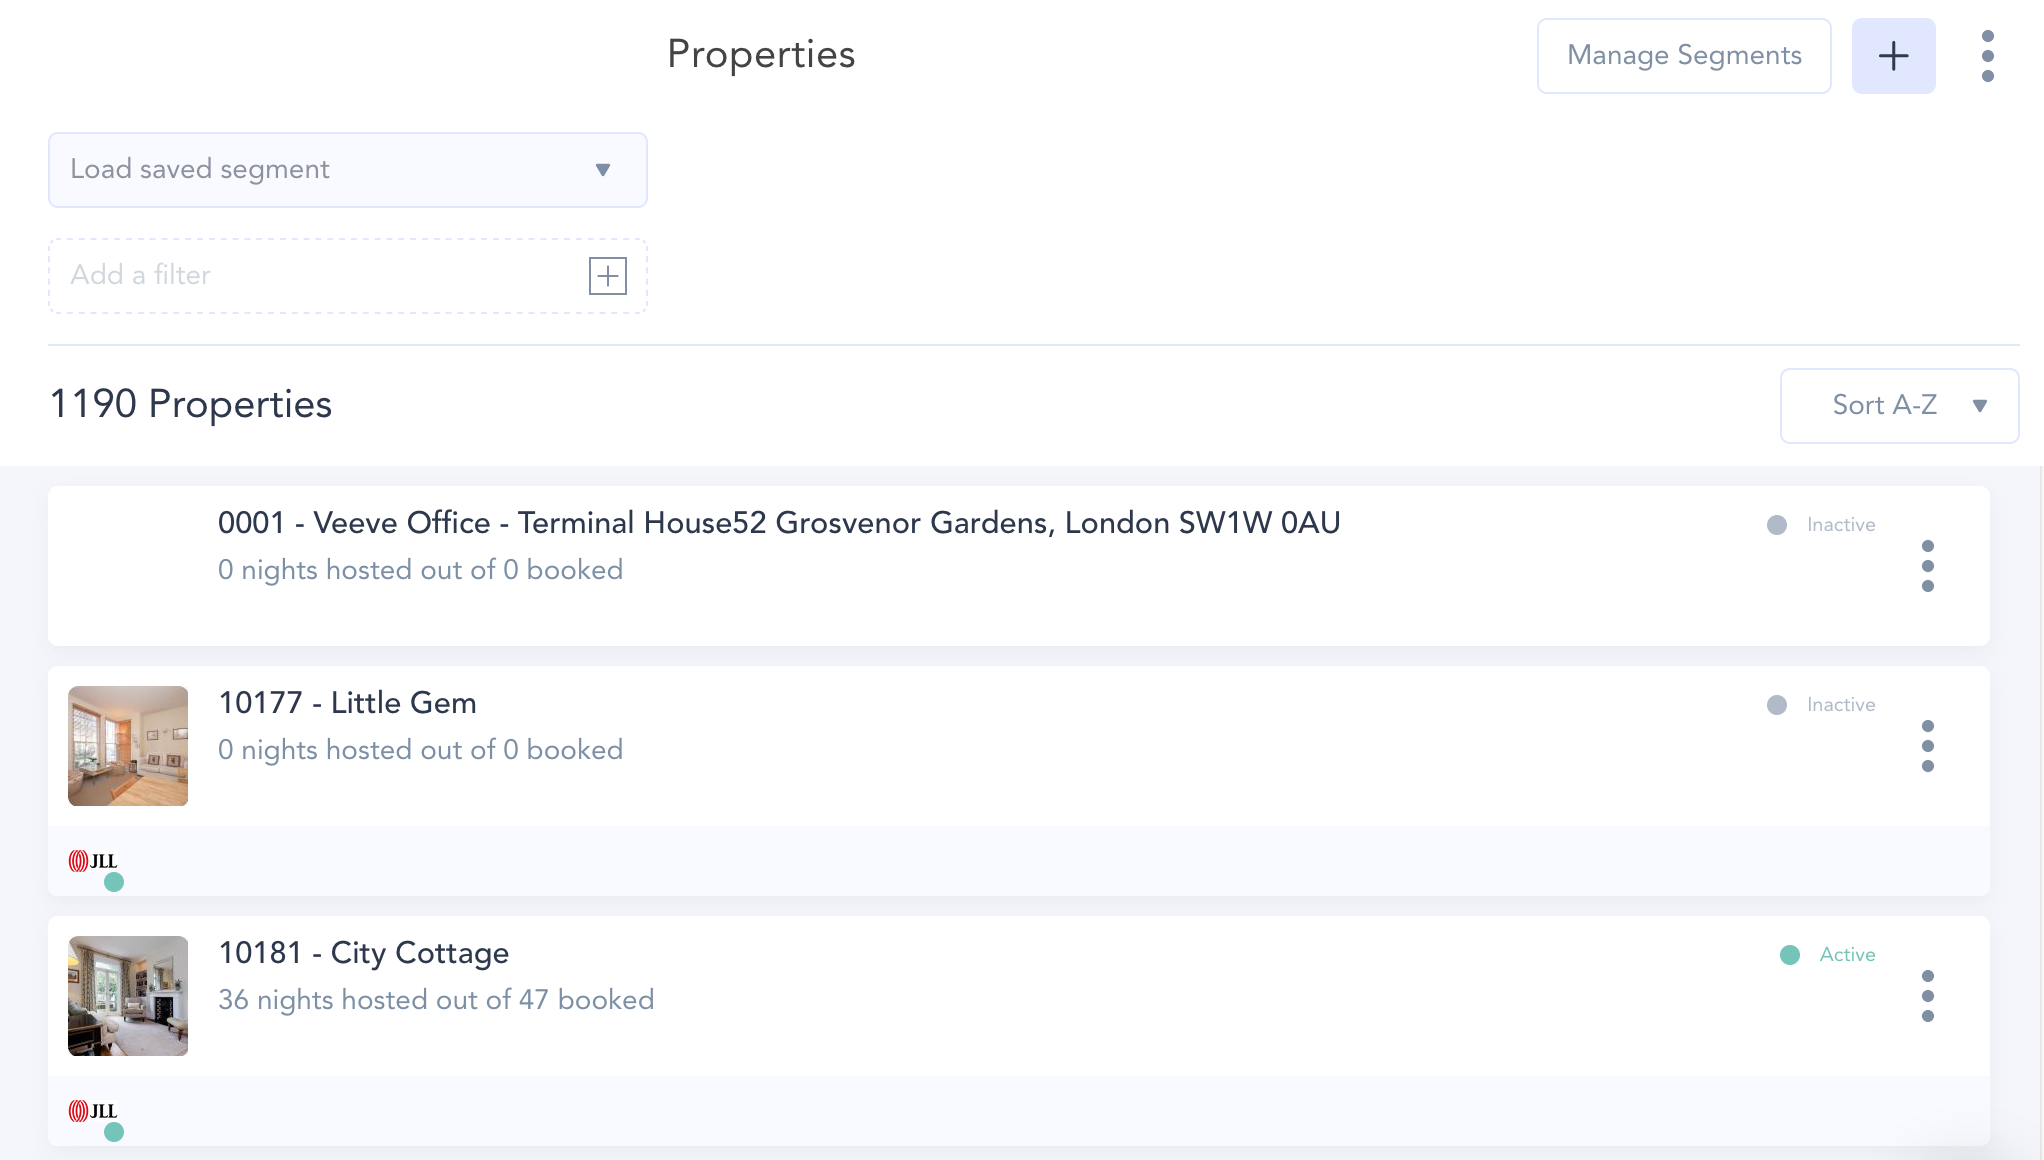 Properties
Manage Segments
Load saved segment
Add a filter
1190 Properties
Sort A-Z
0001 - Veeve Office - Terminal House52 Grosvenor Gardens, London SW1W 0AU
Inactive
0 nights hosted out of 0 booked
10177 - Little Gem
Inactive
0 nights hosted out of 0 booked
JLL
10181 - City Cottage
Active
36 nights hosted out of 47 booked
JLL